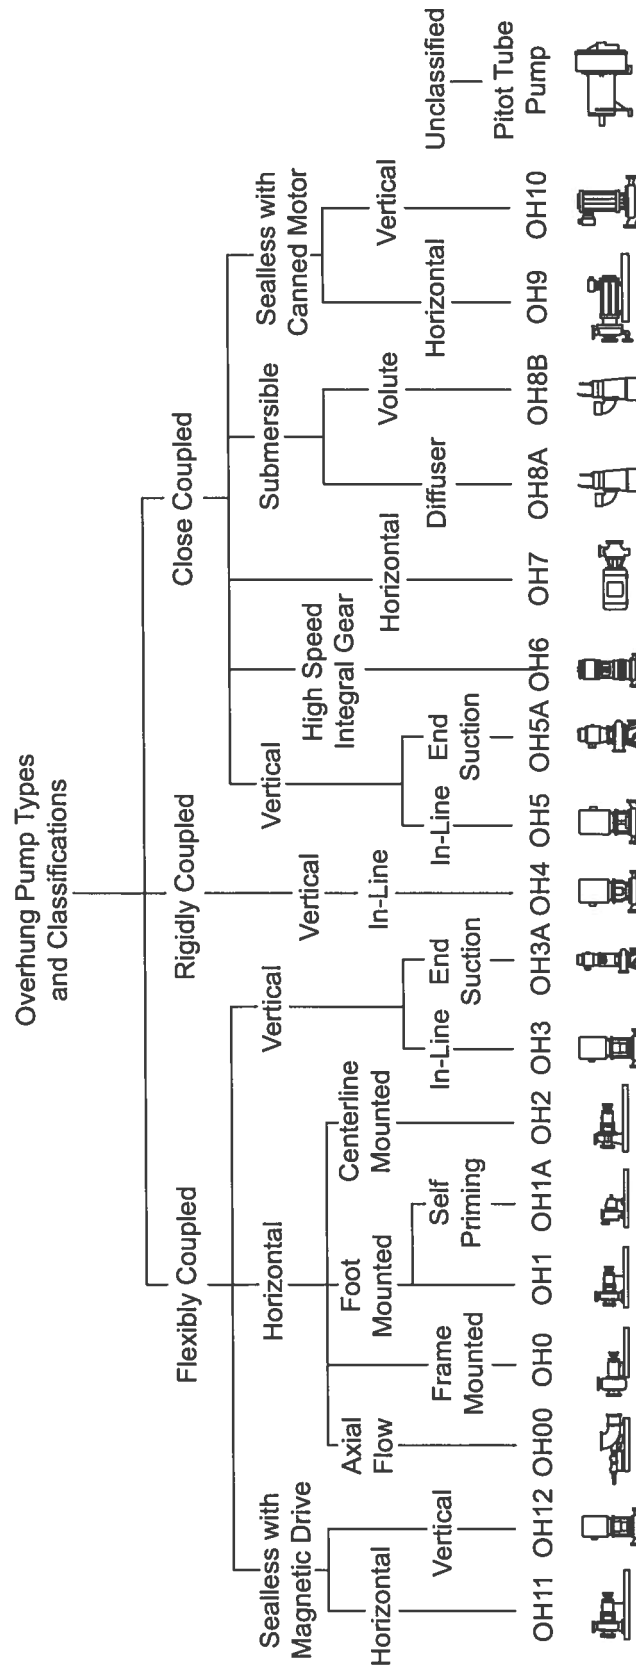 Overhung Pump Types
and Classifications
Flexibly Coupled
Rigidly Coupled
Close Coupled
Unclassified
Sealless with
Magnetic Drive
Horizontal
Vertical
Vertical
High Speed
Integral Gear
Horizontal
Submersible
Sealless with
Canned Motor
Horizontal
Vertical
Axial
Flow
Frame
Mounted
Foot
Mounted
Self
Priming
Centerline
Mounted
In-Line
End
Suction
Vertical
In-Line
In-Line
End
Suction
Diffuser
Volute
Horizontal
Vertical
Pitot Tube
Pump
OH11
OH12
OH00
OH0
OH1
OH1A
OH2
OH3
OH3A
OH4
OH5
OH5A
OH6
OH7
OH8A
OH8B
OH9
OH10